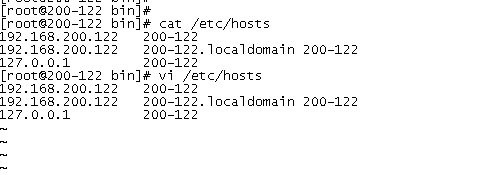 [root@200-122 bin]#
[root@200-122 bin]# cat /etc/hosts
192.168.200.122   200-122
192.168.200.122   200-122.localdomain 200-122
127.0.0.1         200-122
[root@200-122 bin]# vi /etc/hosts
192.168.200.122   200-122
192.168.200.122   200-122.localdomain 200-122
127.0.0.1         200-122
~
~
~
~